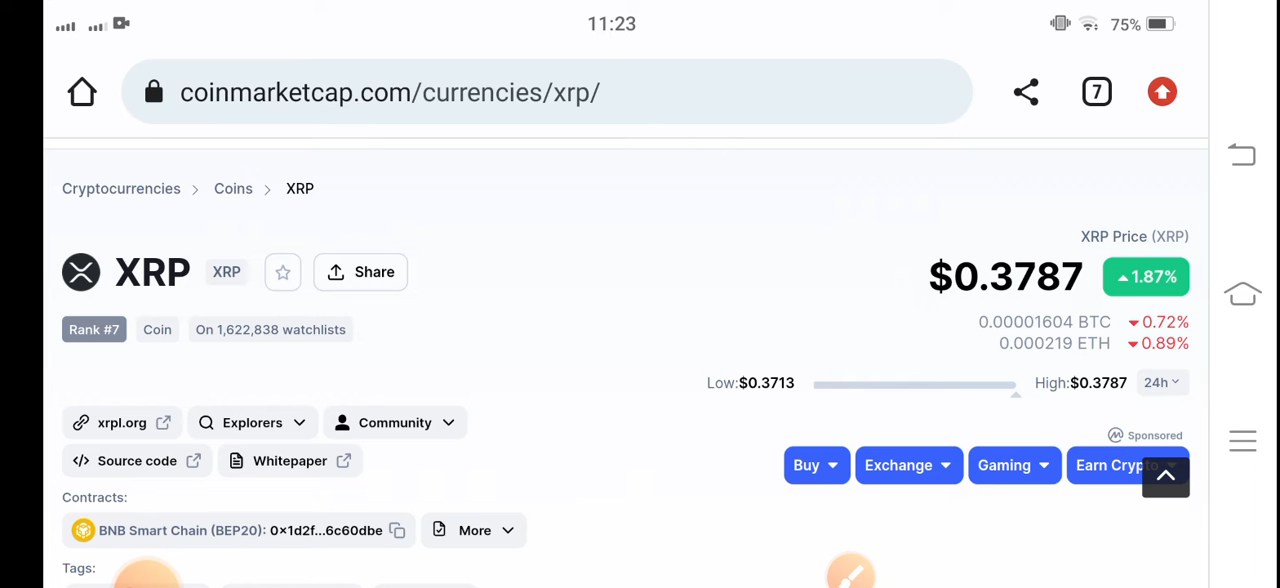 11:23 75%
coinmarketcap.com/currencies/xrp/ 7
Cryptocurrencies > Coins > XRP
XRP Price (XRP)
XRP XRP Share $0.3787 1.87%
Rank #7 Coin On 1,622,838 watchlists 0.00001604 BTC 0.72%
0.000219 ETH 0.89%
Low:$0.3713 High:$0.3787 24h
xrpl.org Explorers Community
Sponsored
Source code Whitepaper Buy Exchange Gaming Earn Crypto
Contracts:
BNB Smart Chain (BEP20): 0x1d2f...6c60dbe More
Tags: